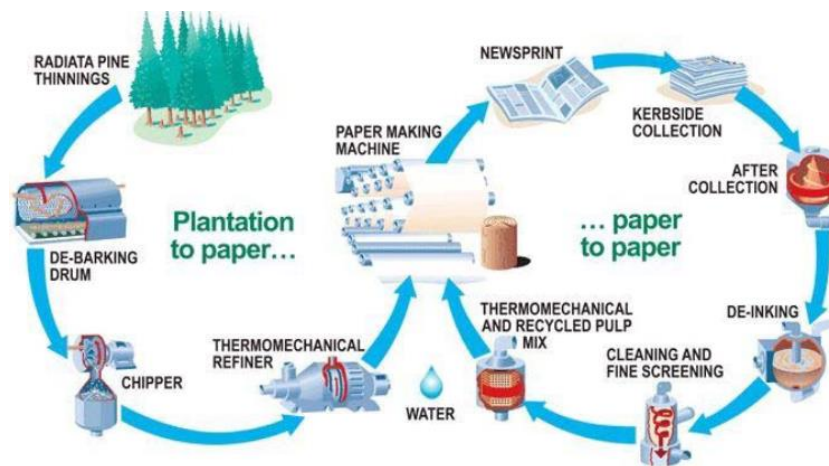 RADIATA PINE
THINNINGS
DE-BARKING
DRUM
CHIPPER
THERMOMECHANICAL
REFINER
Plantation
to paper...
PAPER MAKING
MACHINE
NEWSPRINT
KERBSIDE
COLLECTION
AFTER
COLLECTION
... paper
to paper
DE-INKING
CLEANING AND
FINE SCREENING
THERMOMECHANICAL
AND RECYCLED PULP
MIX
WATER